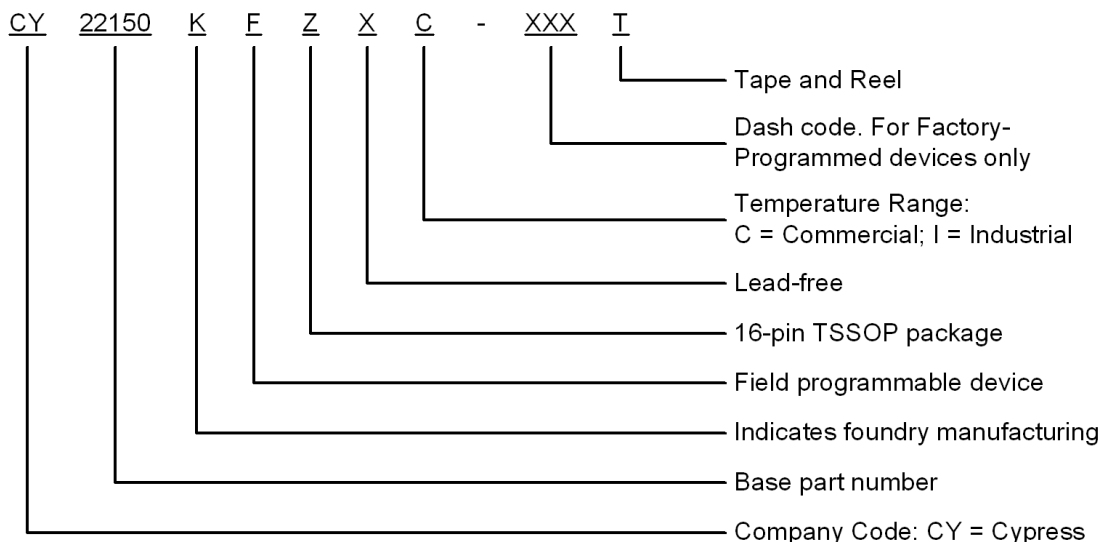 CY 22150 K F Z X C - XXX T
Tape and Reel
Dash code. For Factory-
Programmed devices only
Temperature Range:
C = Commercial; I = Industrial
Lead-free
16-pin TSSOP package
Field programmable device
Indicates foundry manufacturing
Base part number
Company Code: CY = Cypress